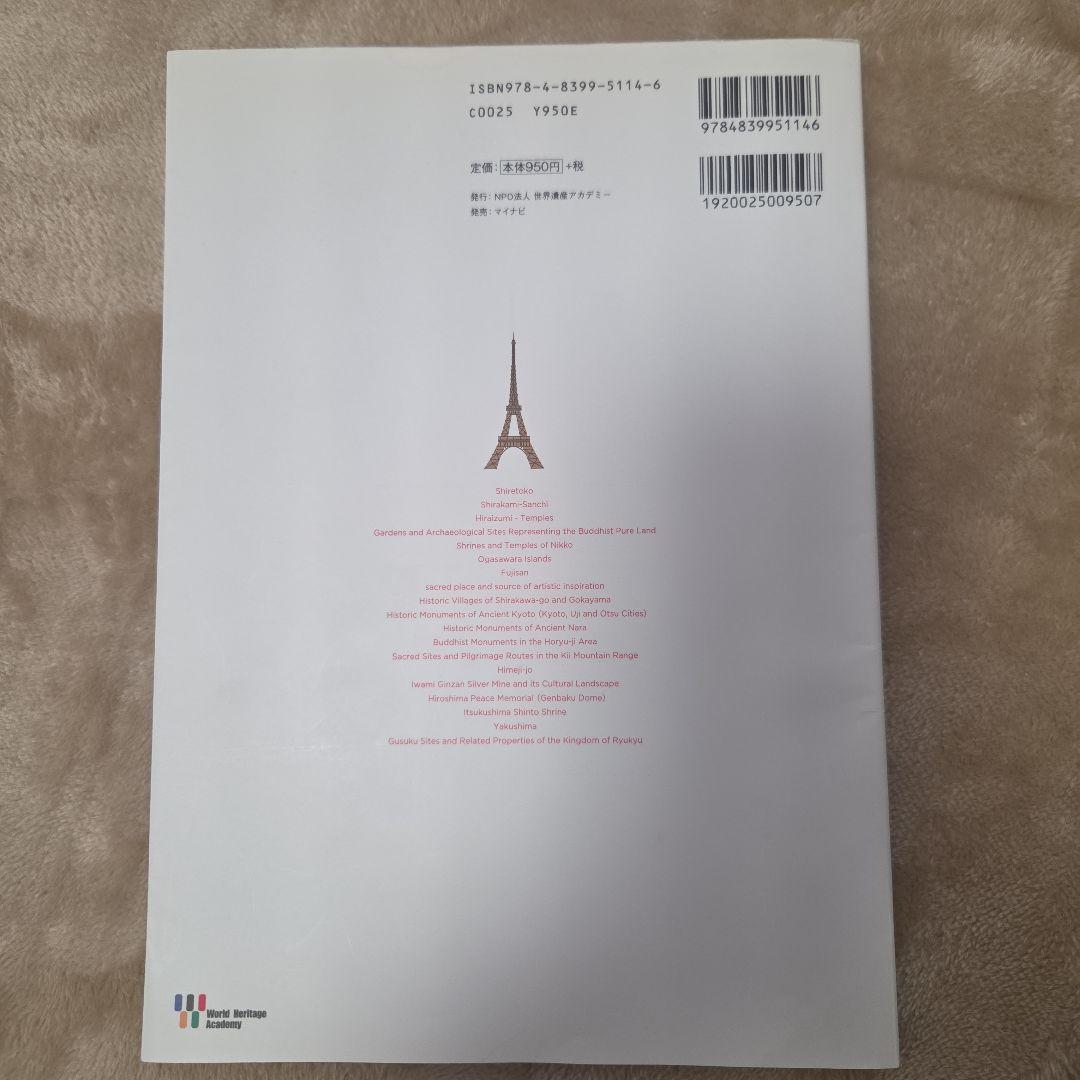 ISBN978-4-8399-5114-6
C0025 Y950E
9784839951146
定価：本体950円+税
1920025009507
発行：NPO法人 世界遺産アカデミー
発売：マイナビ
Shiretoko
Shirakami-Sanchi
Hiraizumi - Temples
Gardens and Archaeological Sites Representing the Buddhist Pure Land
Shrines and Temples of Nikko
Ogasawara Islands
Fujisan
sacred place and source of artistic inspiration
Historic Villages of Shirakawa-go and Gokayama
Historic Monuments of Ancient Kyoto (Kyoto, Uji and Otsu Cities)
Historic Monuments of Ancient Nara
Buddhist Monuments in the Horyu-ji Area
Sacred Sites and Pilgrimage Routes in the Kii Mountain Range
Himeji-jo
Iwami Ginzan Silver Mine and its Cultural Landscape
Hiroshima Peace Memorial (Genbaku Dome)
Itsukushima Shinto Shrine
Yakushima
Gusuku Sites and Related Properties of the Kingdom of Ryukyu
World Heritage
Academy